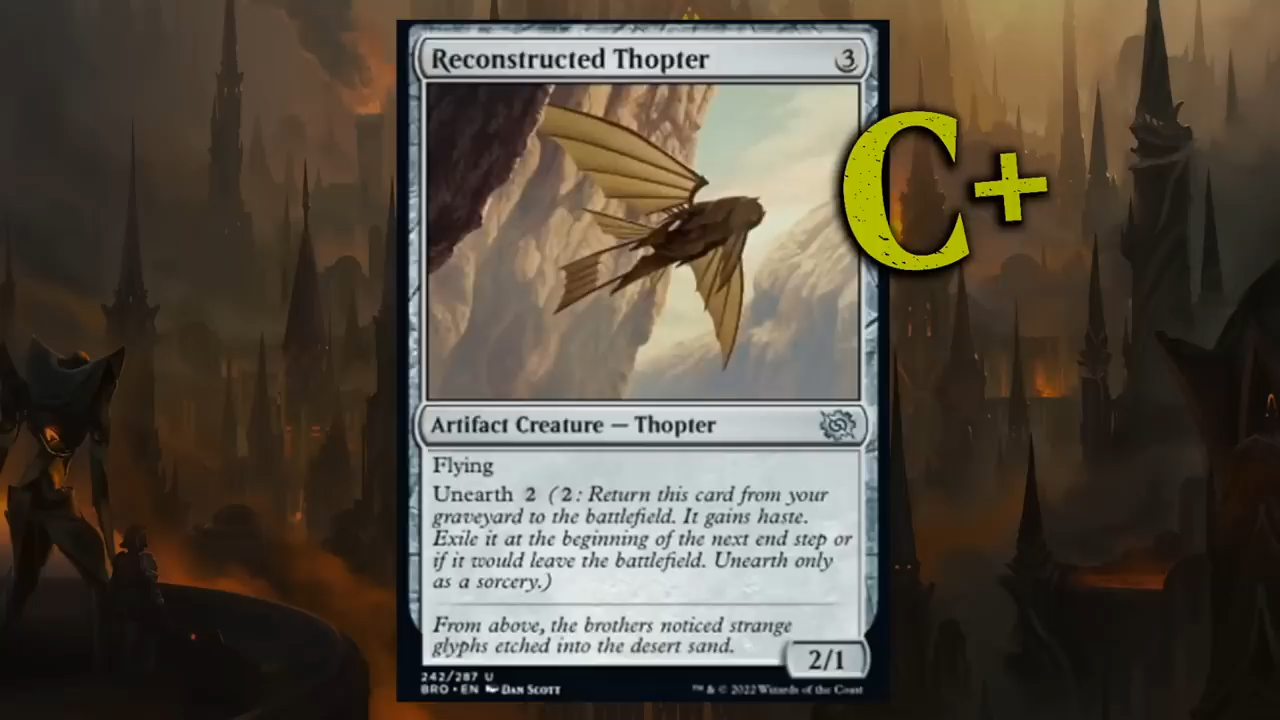 Reconstructed Thopter 3
C+
Artifact Creature — Thopter
Flying
Unearth 2 (2: Return this card from your
graveyard to the battlefield. It gains haste.
Exile it at the beginning of the next end step or
if it would leave the battlefield. Unearth only
as a sorcery.)
From above, the brothers noticed strange
glyphs etched into the desert sand.
2/1
242/287 U
BRO • EN Dan Scott
™ & © 2022 Wizards of the Coast